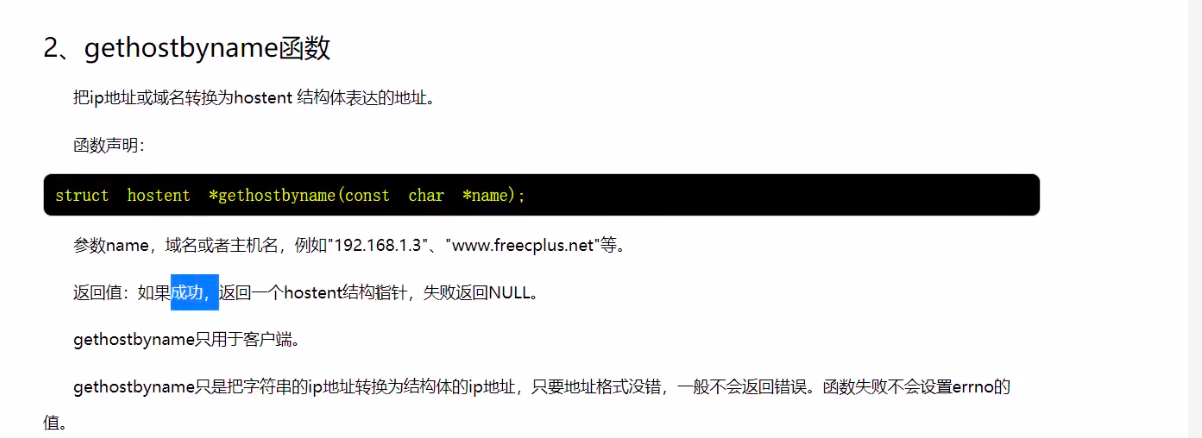 2、gethostbyname函数
把ip地址或域名转换为hostent 结构体表达的地址。
函数声明：
struct hostent *gethostbyname(const char *name);
参数name，域名或者主机名，例如"192.168.1.3"、"www.freecplus.net"等。
返回值：如果成功，返回一个hostent结构指针，失败返回NULL。
gethostbyname只用于客户端。
gethostbyname只是把字符串的ip地址转换为结构体的ip地址，只要地址格式没错，一般不会返回错误。函数失败不会设置errno的
值。